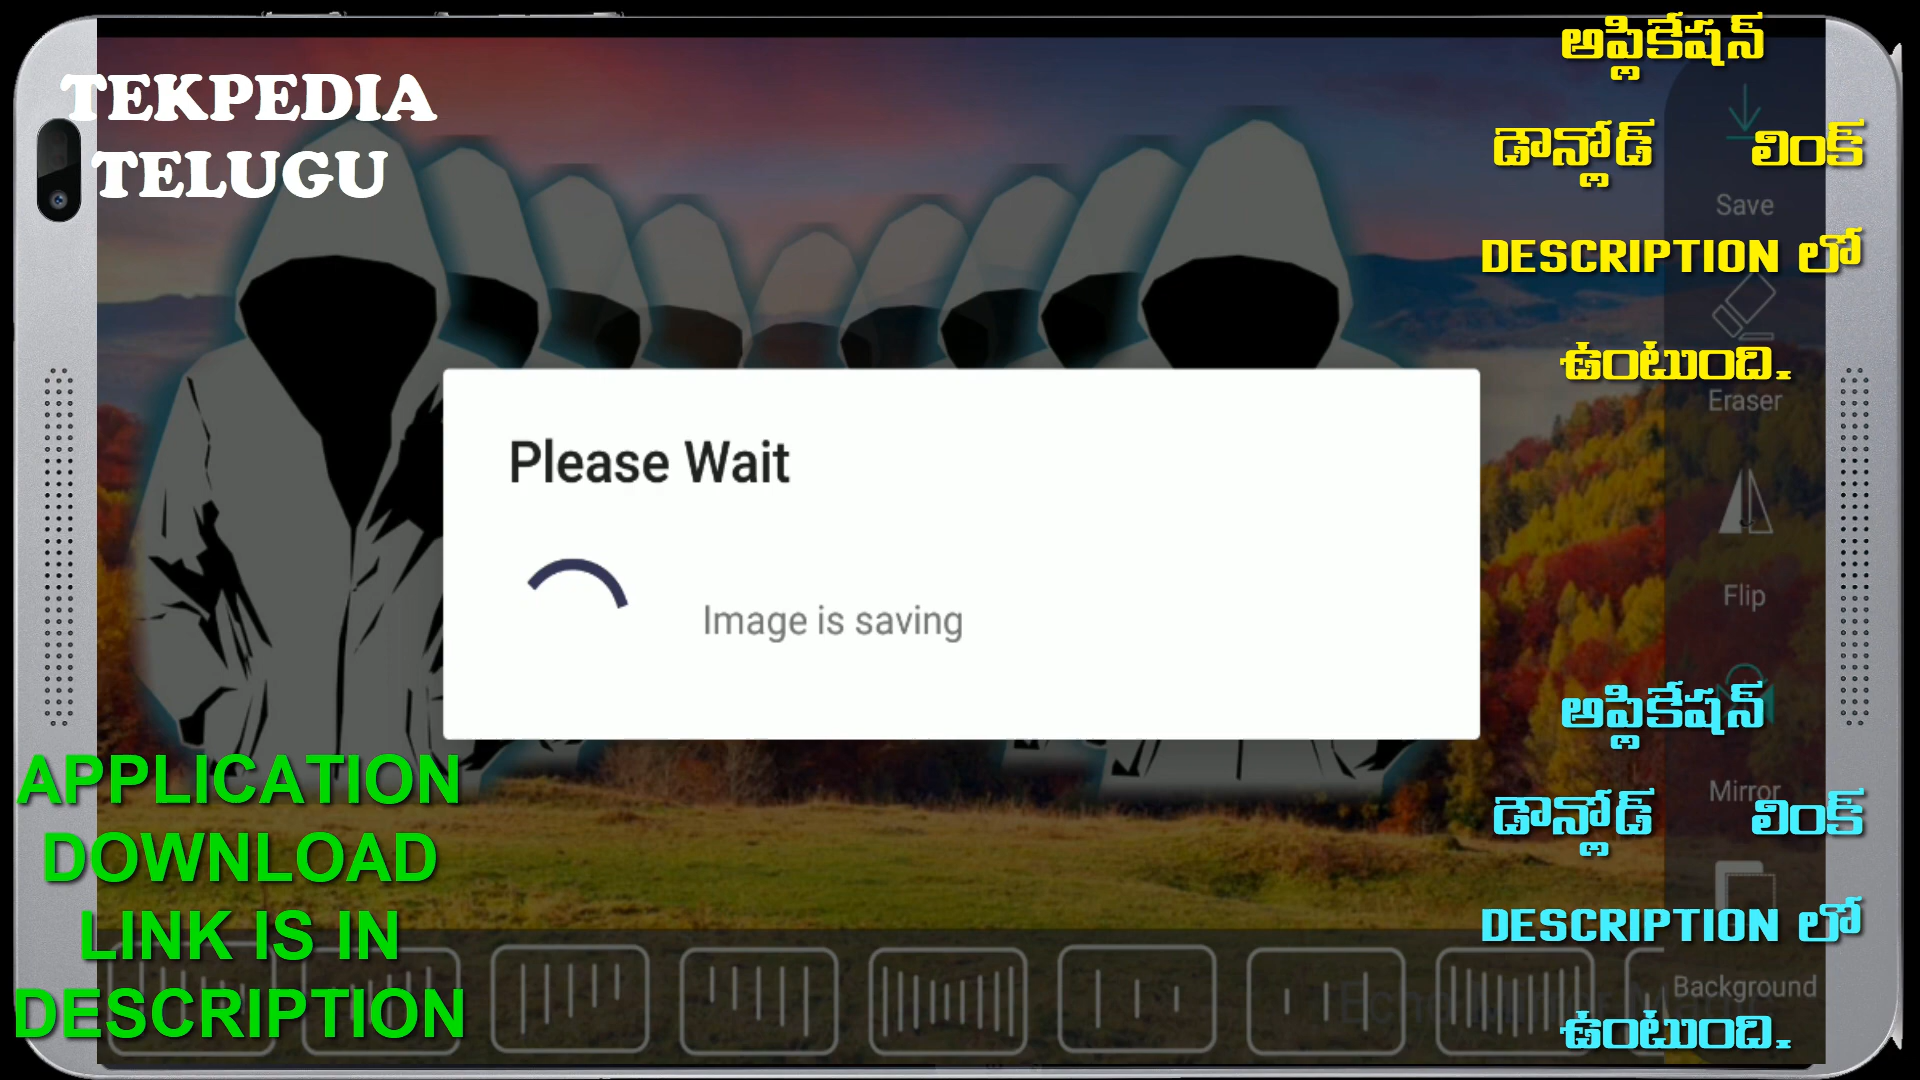 TEKPEDIA
TELUGU
అప్లికేషన్
డౌన్లోడ్ లింక్
DESCRIPTION లో
ఉంటుంది.
Save
Eraser
Flip
Mirror
Background
Please Wait
Image is saving
APPLICATION
DOWNLOAD
LINK IS IN
DESCRIPTION
అప్లికేషన్
డౌన్లోడ్ లింక్
DESCRIPTION లో
ఉంటుంది.